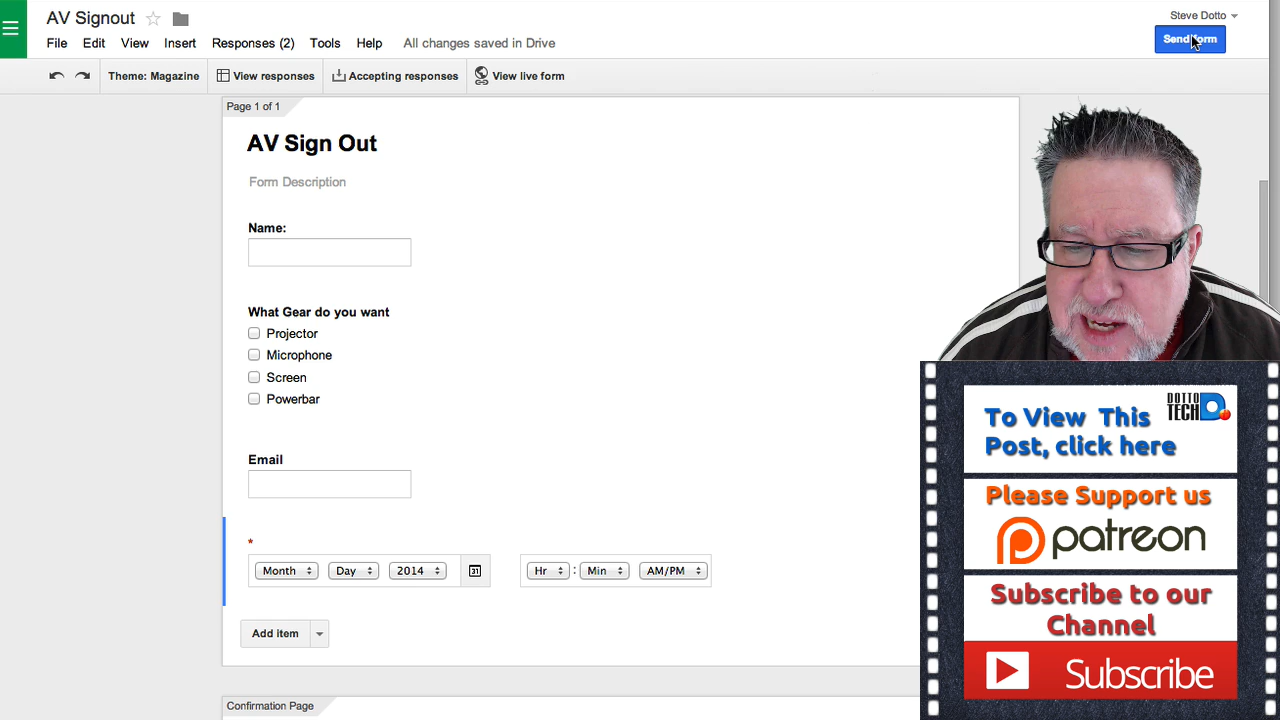 AV Signout
Steve Dotto
File Edit View Insert Responses (2) Tools Help All changes saved in Drive
Send form
Theme: Magazine View responses Accepting responses View live form
Page 1 of 1
AV Sign Out
Form Description
Name:
What Gear do you want
Projector
Microphone
Screen
Powerbar
Email
*
Month Day 2014 31 Hr : Min AM/PM
Add item
Confirmation Page
To View This
Post, click here
DOTTO
TECH
Please Support us
patreon
Subscribe to our
Channel
Subscribe